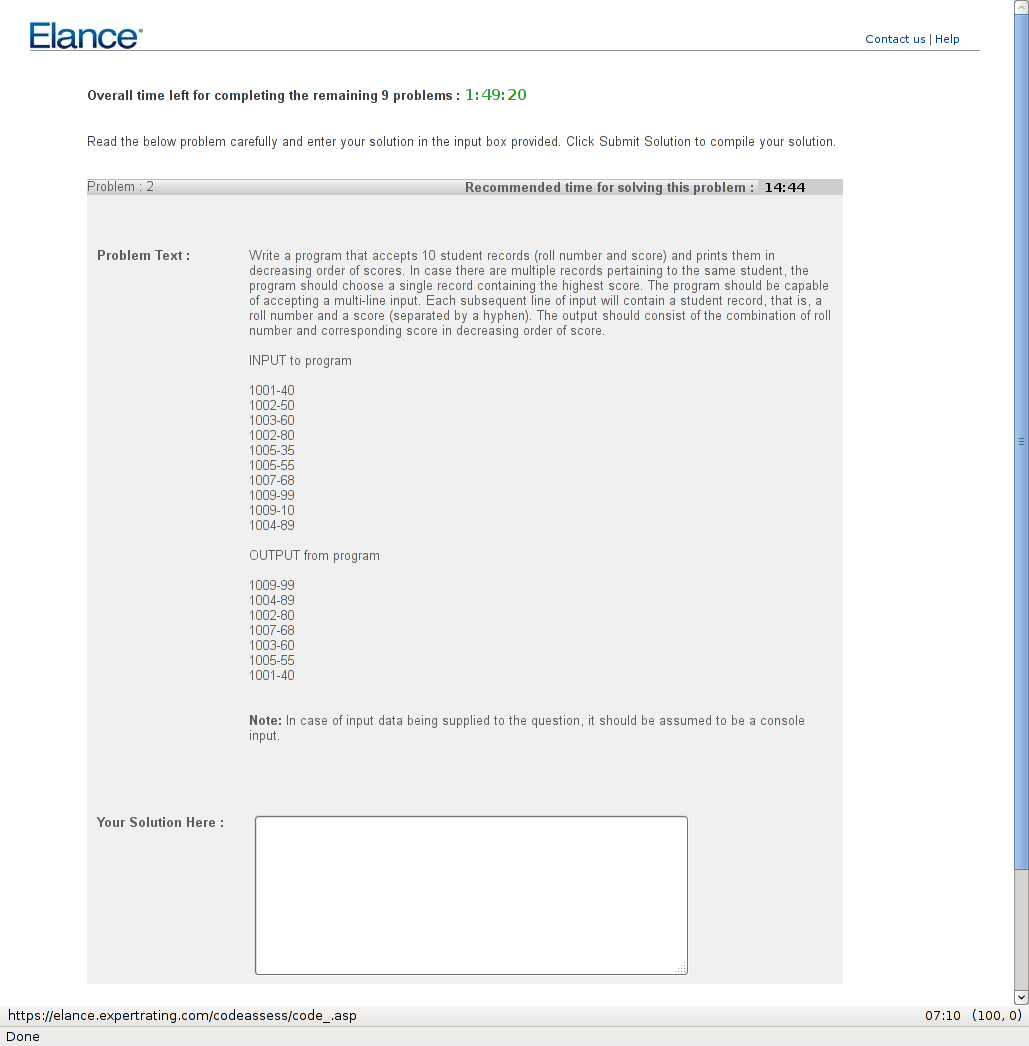 Elance
Contact us | Help
Overall time left for completing the remaining 9 problems : 1:49:20
Read the below problem carefully and enter your solution in the input box provided. Click Submit Solution to compile your solution.
Problem : 2
Recommended time for solving this problem : 14:44
Problem Text :
Write a program that accepts 10 student records (roll number and score) and prints them in
decreasing order of scores. In case there are multiple records pertaining to the same student, the
program should choose a single record containing the highest score. The program should be capable
of accepting a multi-line input. Each subsequent line of input will contain a student record, that is, a
roll number and a score (separated by a hyphen). The output should consist of the combination of roll
number and corresponding score in decreasing order of score.
INPUT to program
1001-40
1002-50
1003-60
1002-80
1005-35
1005-55
1007-68
1009-99
1009-10
1004-89
OUTPUT from program
1009-99
1004-89
1002-80
1007-68
1003-60
1005-55
1001-40
Note: In case of input data being supplied to the question, it should be assumed to be a console
input.
Your Solution Here :
https://elance.expertrating.com/codeassess/code_.asp
07:10 (100, 0)
Done